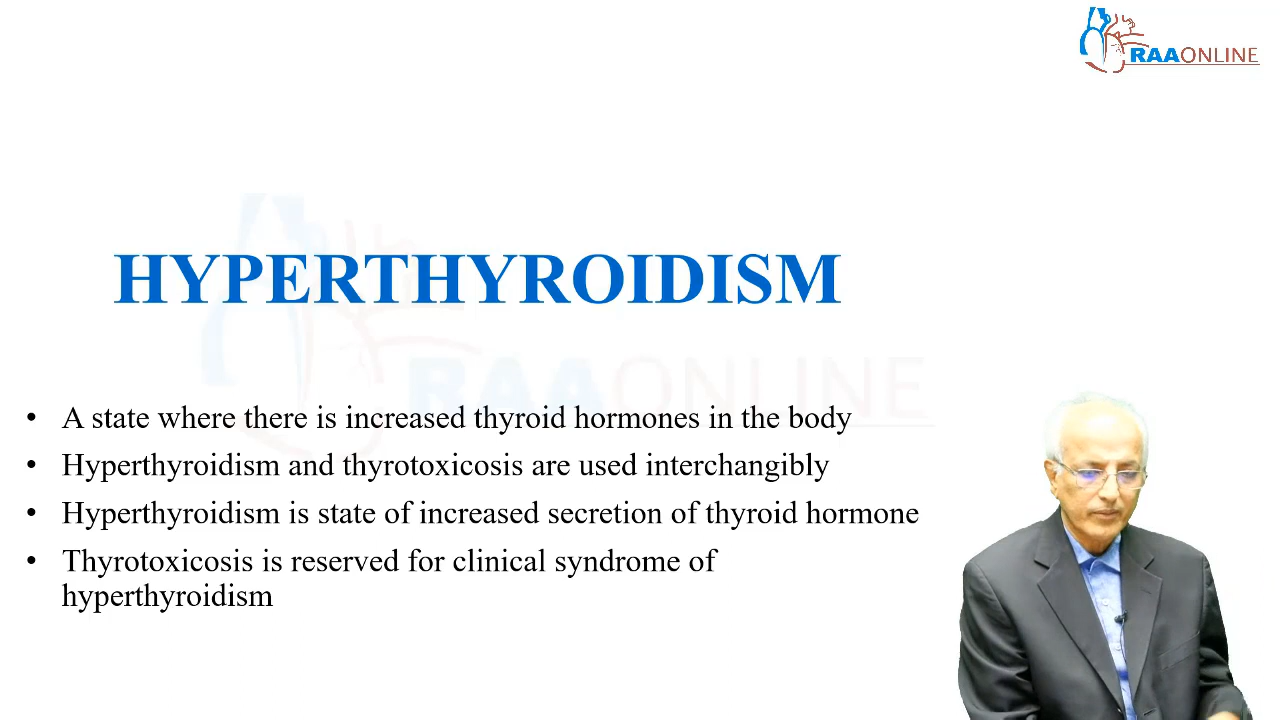 RAAONLINE
HYPERTHYROIDISM
RAAONLINE
• A state where there is increased thyroid hormones in the body
• Hyperthyroidism and thyrotoxicosis are used interchangibly
• Hyperthyroidism is state of increased secretion of thyroid hormone
• Thyrotoxicosis is reserved for clinical syndrome of
hyperthyroidism